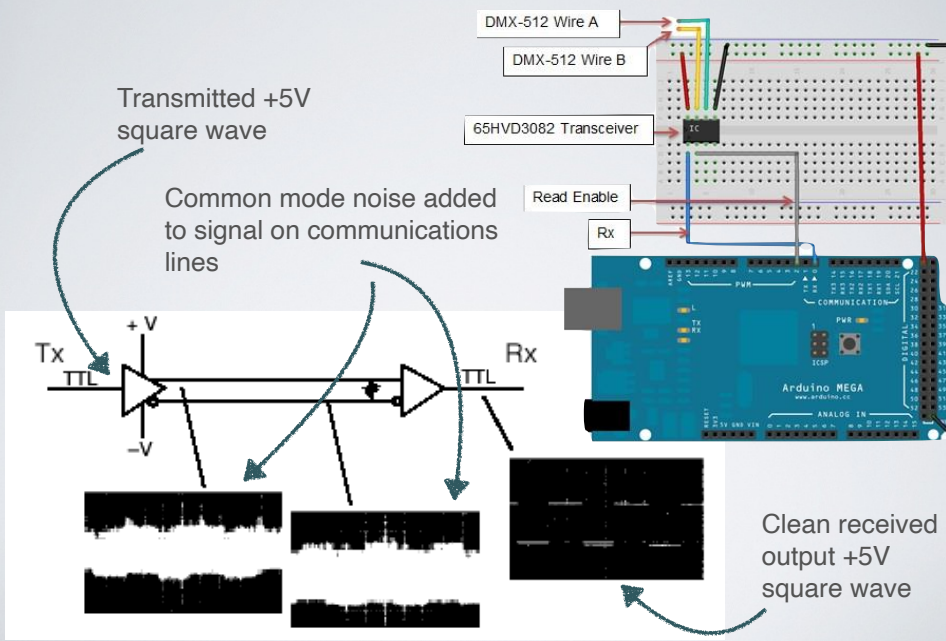 DMX-512 Wire A
DMX-512 Wire B
Transmitted +5V
square wave
65HVD3082 Transceiver
IC
Common mode noise added
to signal on communications
lines
Read Enable
Rx
PWM
COMMUNICATION
L
TX
RX
PWR
ICSP
DIGITAL
Arduino MEGA
www.arduino.cc
ANALOG IN
+ V
Tx
Rx
TTL
TTL
–V
Clean received
output +5V
square wave